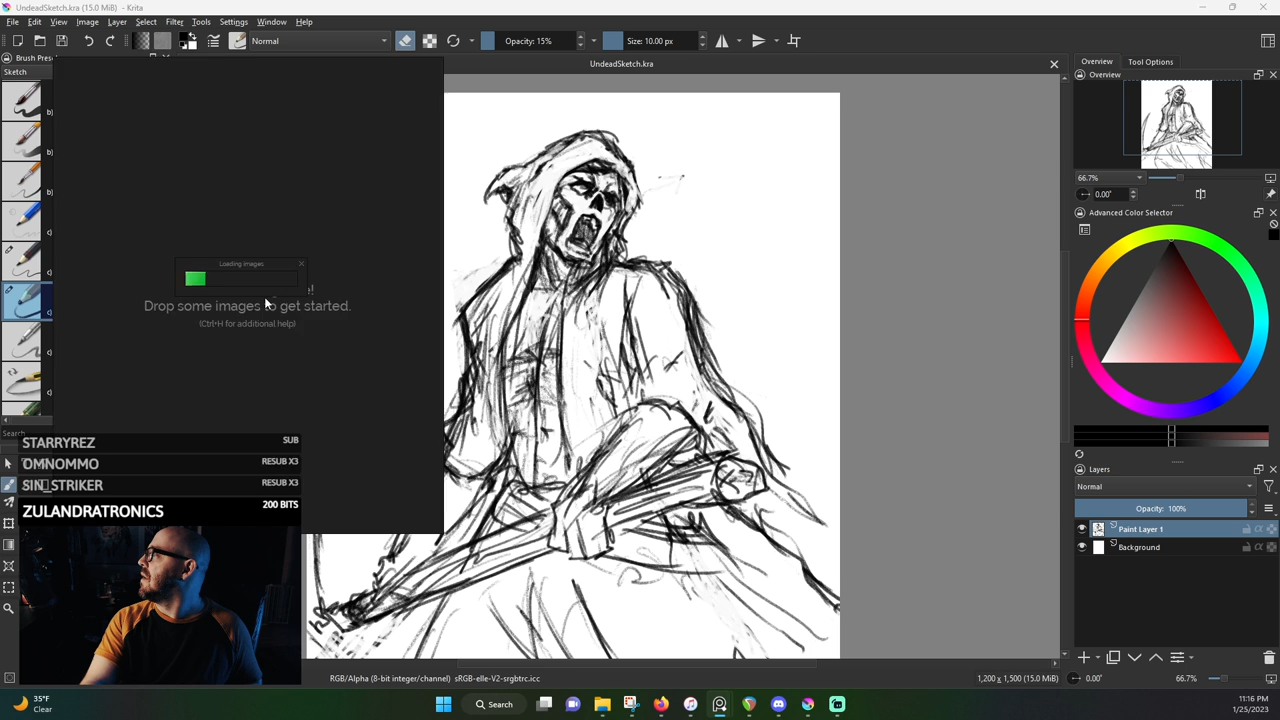 UndeadSketch.kra (15.0 MiB) - Krita
File Edit View Image Layer Select Filter Tools Settings Window Help
Normal
Opacity: 15%
Size: 10.00 px
UndeadSketch.kra
Sketch
b)
b)
b)
c)
c)
c)
c)
c)
Loading Images
Drop some images to get started.
(Ctrl+H for additional help)
Search
STARRYREZ SUB
OMNOMMO RESUB X3
SIN_STRIKER RESUB X3
ZULANDRATRONICS 200 BITS
Overview Tool Options
Overview
66.7%
0.00°
Advanced Color Selector
Layers
Normal
Opacity: 100%
Paint Layer 1
Background
RGB/Alpha (8-bit integer/channel) sRGB-elle-V2-srgbtrc.icc
1,200 x 1,500 (15.0 MiB)
0.00°
66.7%
35°F
Clear
Search
11:16 PM
1/25/2023